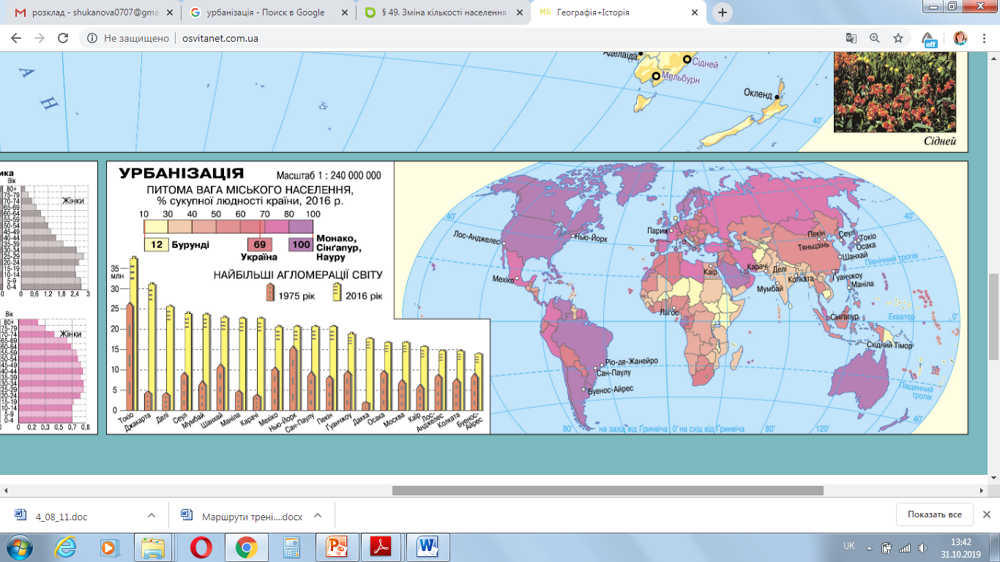 розклад - shukanova0707@gma
урбанізація - Поиск в Google
§ 49. Зміна кількості населення
МБ Географія+Історія
Не защищено | osvitanet.com.ua
off
А
Н
Аделаїда
Сідней
Мельбурн
Окленд
40°
Сідней
ика
Вік
80+
75-79
70-74
65-69
60-64
55-59
50-54
45-49
40-44
35-39
30-34
25-29
20-24
15-19
10-14
5-9
0-4
Жінки
0 0,6 1,2 1,8 2,4 3
Вік
80+
75-79
70-74
65-69
60-64
55-59
50-54
45-49
40-44
35-39
30-34
25-29
20-24
15-19
10-14
5-9
0-4
Жінки
0 0,2 0,3 0,5 0,7 0,8
УРБАНІЗАЦІЯ
Масштаб 1 : 240 000 000
ПИТОМА ВАГА МІСЬКОГО НАСЕЛЕННЯ,
% сукупної людності країни, 2016 р.
10 30 40 50 60 70 80 100
12 Бурунді
69
Україна
100 Монако,
Сінґапур,
Науру
НАЙБІЛЬШІ АГЛОМЕРАЦІЇ СВІТУ
1975 рік
2016 рік
35
млн
30
25
20
15
10
5
0
Токіо
Джакарта
Делі
Сеул
Мумбай
Шанхай
Маніла
Карачі
Мехіко
Нью-Йорк
Сан-Паулу
Пекін
Гуанчжоу
Дакка
Осака
Москва
Каїр
Лос-
Анджелес
Колката
Буенос-
Айрес
40°
40°
Лос-Анджелес
Нью-Йорк
Мехіко
Париж
Каїр
Лагос
Карачі
Делі
Мумбай
Колката
Пекін
Тяньцзінь
Сеул
Токіо
Осака
Шанхай
Гуанчжоу
Маніла
Північний тропік
Сінґапур
Екватор
0°
Східний Тімор
Ріо-де-Жанейро
Сан-Паулу
Буенос-Айрес
Південний
тропік
40°
80° на захід від Ґринвіча 0° на схід від Ґринвіча 80° 120°
4_08_11.doc
Маршрути трені....docx
Показать все
UK
13:42
31.10.2019